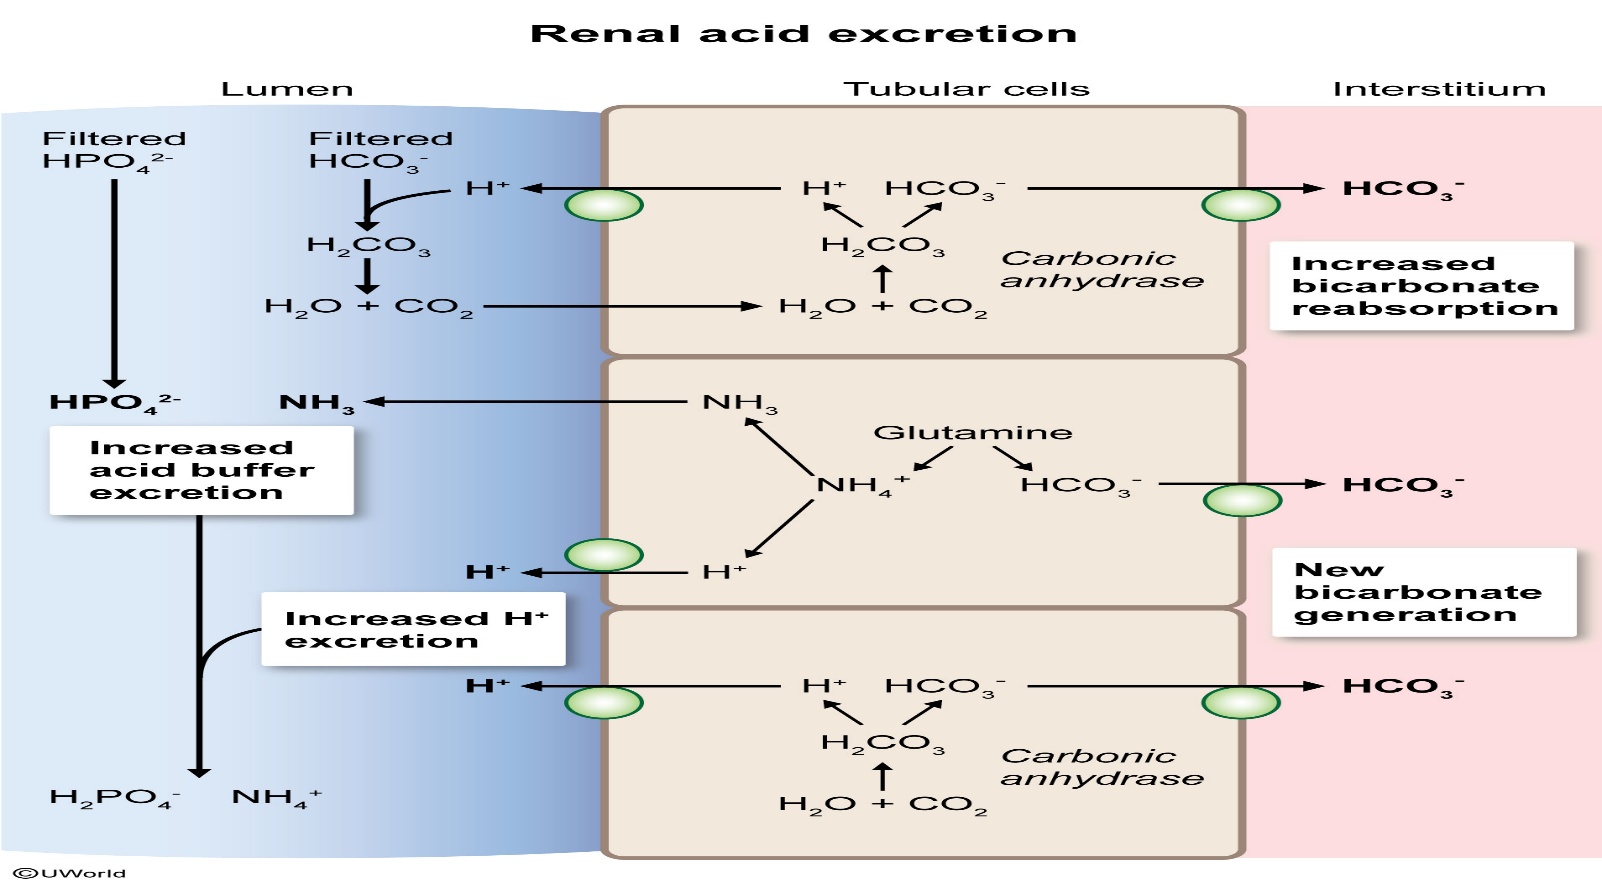 Renal acid excretion
Lumen
Tubular cells
Interstitium
Filtered
HPO₄²⁻
Filtered
HCO₃⁻
H⁺
H⁺
HCO₃⁻
HCO₃⁻
H₂CO₃
H₂CO₃
Carbonic
anhydrase
H₂O + CO₂
H₂O + CO₂
Increased
bicarbonate
reabsorption
HPO₄²⁻
NH₃
NH₃
Glutamine
NH₄⁺
HCO₃⁻
HCO₃⁻
Increased
acid buffer
excretion
H⁺
H⁺
New
bicarbonate
generation
Increased H⁺
excretion
H⁺
H⁺
HCO₃⁻
HCO₃⁻
H₂CO₃
Carbonic
anhydrase
H₂O + CO₂
H₂PO₄⁻
NH₄⁺
©UWorld